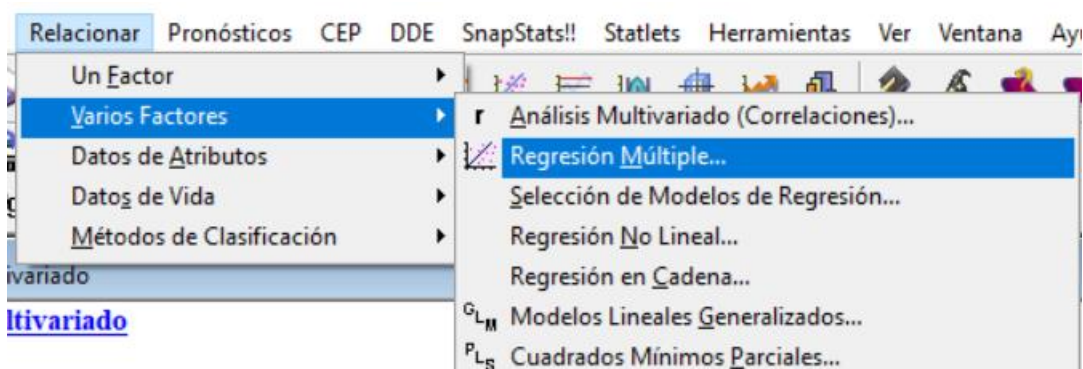 Relacionar Pronósticos CEP DDE SnapStats!! Statlets Herramientas Ver Ventana
Un Factor
Varios Factores
Datos de Atributos
Datos de Vida
Métodos de Clasificación
r Análisis Multivariado (Correlaciones)...
Regresión Múltiple...
Selección de Modelos de Regresión...
Regresión No Lineal...
Regresión en Cadena...
GLM Modelos Lineales Generalizados...
PLS Cuadrados Mínimos Parciales...
ivariado
ltivariado